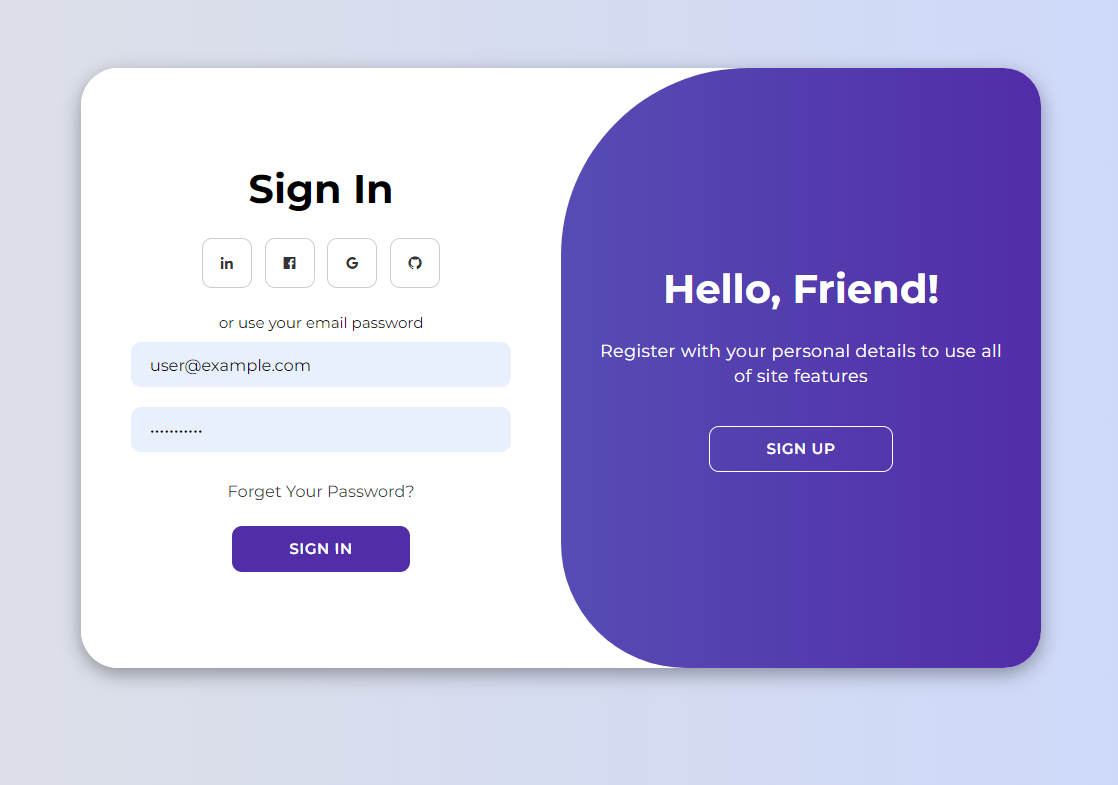 Sign In
in
or use your email password
user@example.com
...........
Forget Your Password?
SIGN IN
Hello, Friend!
Register with your personal details to use all
of site features
SIGN UP